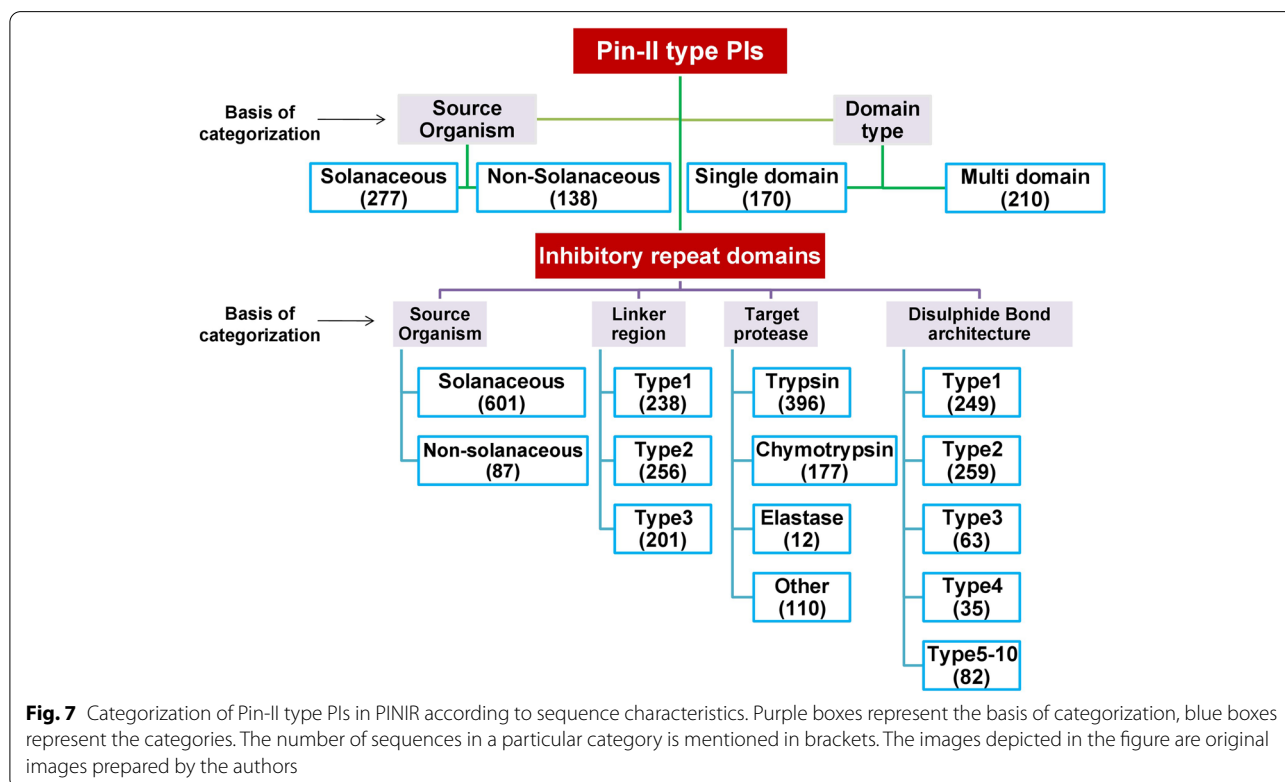 Pin-II type PIs
Basis of
categorization
Source
Organism
Domain
type
Solanaceous
(277)
Non-Solanaceous
(138)
Single domain
(170)
Multi domain
(210)
Inhibitory repeat domains
Basis of
categorization
Source
Organism
Linker
region
Target
protease
Disulphide Bond
architecture
Solanaceous
(601)
Non-solanaceous
(87)
Type1
(238)
Type2
(256)
Type3
(201)
Trypsin
(396)
Chymotrypsin
(177)
Elastase
(12)
Other
(110)
Type1
(249)
Type2
(259)
Type3
(63)
Type4
(35)
Type5-10
(82)
Fig. 7 Categorization of Pin-II type PIs in PINIR according to sequence characteristics. Purple boxes represent the basis of categorization, blue boxes
represent the categories. The number of sequences in a particular category is mentioned in brackets. The images depicted in the figure are original
images prepared by the authors